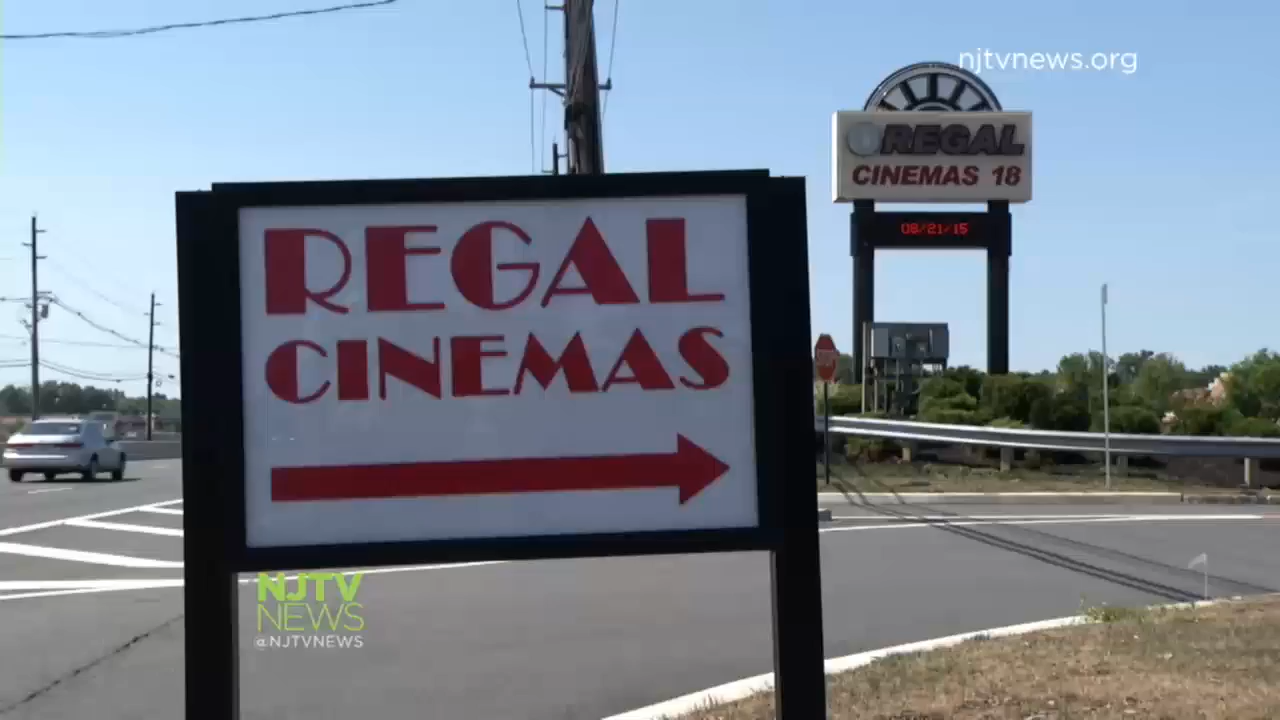 njtvnews.org
REGAL
CINEMAS 18
08/21/15
REGAL
CINEMAS
NJTV
NEWS
@NJTVNEWS